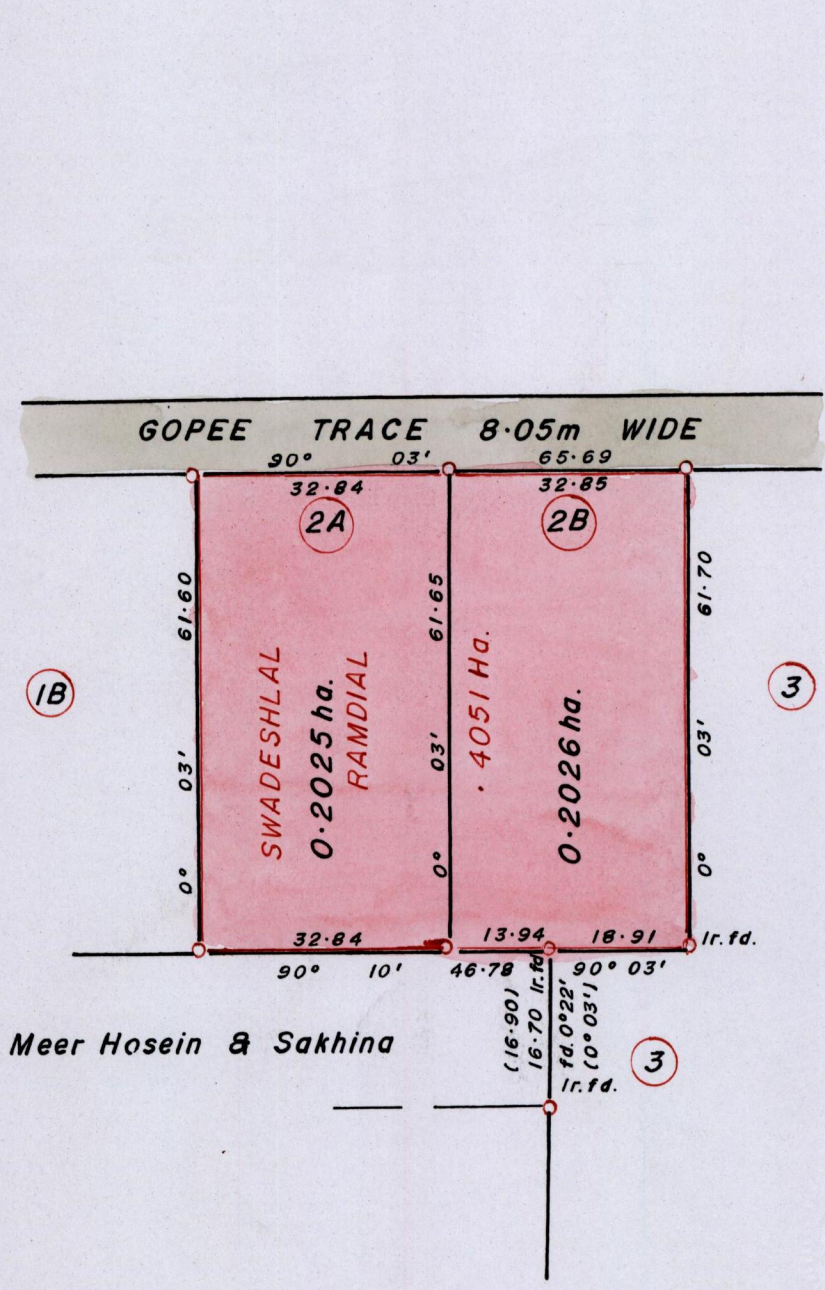 GOPEE TRACE 8·05m WIDE
90° 03' 65·69
32·84 32·85
2A 2B
61·60
03'
0°
61·65
03'
0°
61·70
03'
0°
1B
3
SWADESHLAL
0·2025 ha.
RAMDIAL
·4051 Ha.
0·2026 ha.
32·84 13·94 18·91 Ir.fd.
90° 10' 46·78 90° 03'
(16·90)
16·70 Ir.fd
fd. 0°22'
(0°03')
Meer Hosein & Sakhina
3
Ir.fd.